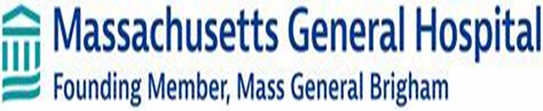 Massachusetts General Hospital
Founding Member, Mass General Brigham